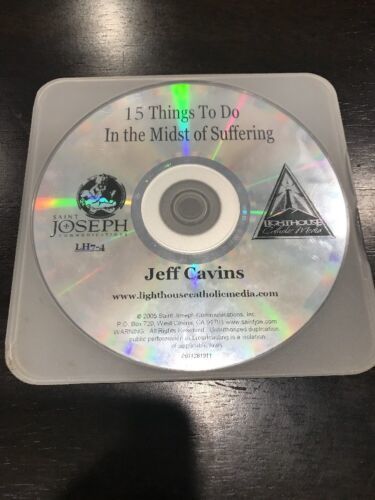 15 Things To Do
In the Midst of Suffering
SAINT
JOSEPH
COMMUNICATIONS
LH7-4
LIGHTHOUSE
Catholic Media
Jeff Cavins
www.lighthousecatholicmedia.com
© 2005 Saint Joseph Communications, Inc.
P.O. Box 720, West Covina, CA 91793 www.saintjoe.com
WARNING: All Rights Reserved. Unauthorized duplication,
public performance or broadcasting is a violation
of applicable laws.